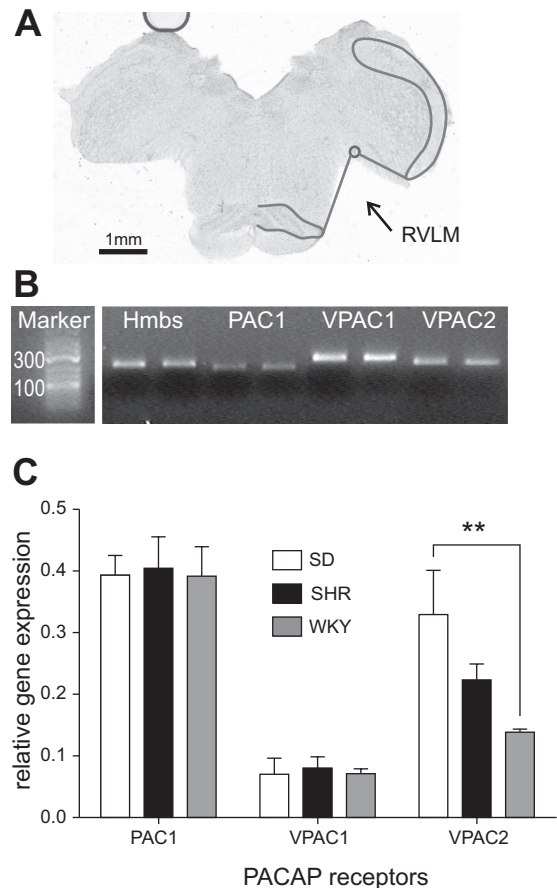 A
1mm
RVLM
B
Marker
Hmbs PAC1 VPAC1 VPAC2
300
100
C
relative gene expression
0.5
0.4
0.3
0.2
0.1
0.0
SD
SHR
WKY
**
PAC1 VPAC1 VPAC2
PACAP receptors